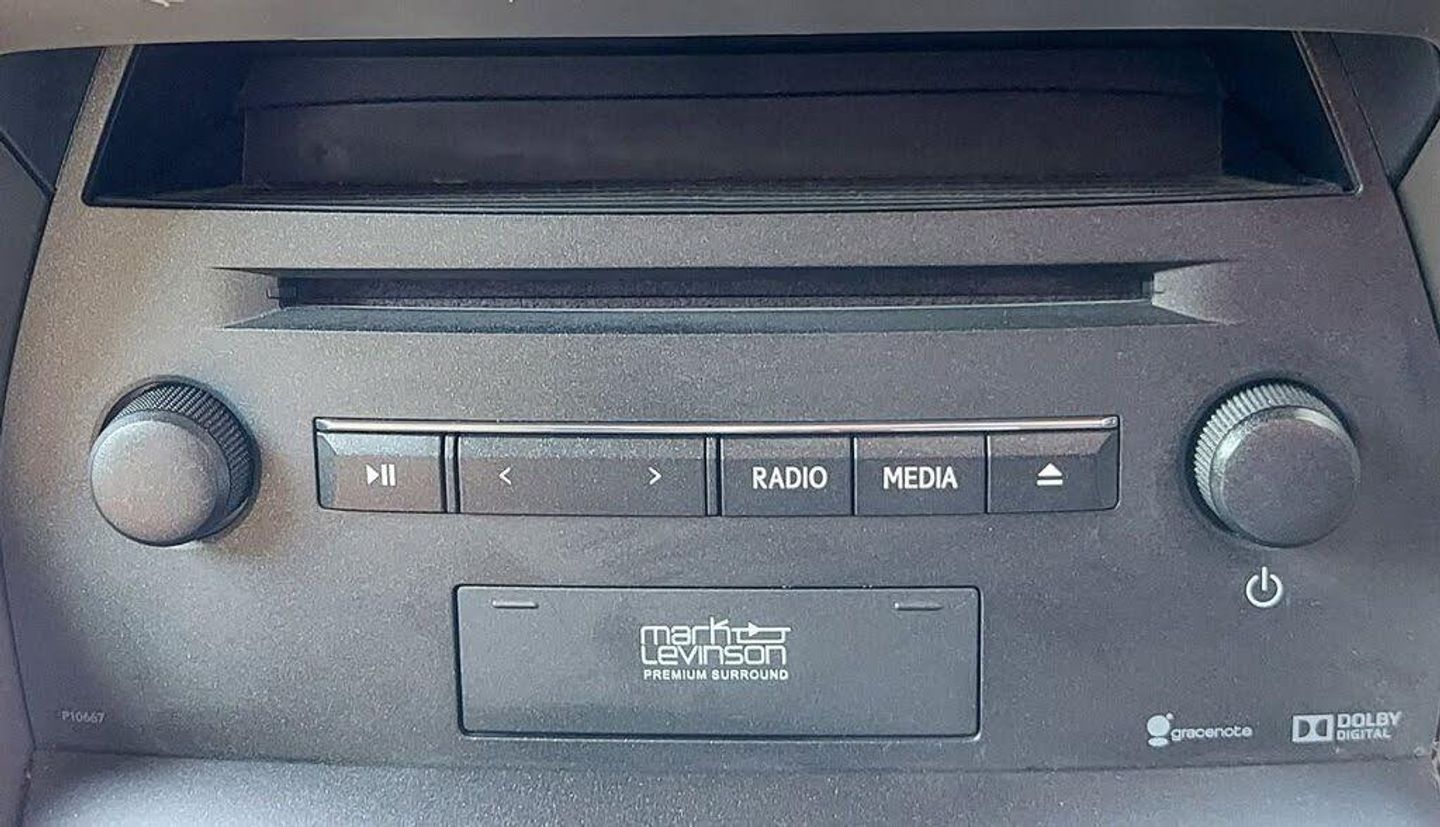 RADIO
MEDIA
mark
Levinson
PREMIUM SURROUND
P10667
gracenote
DOLBY
DIGITAL